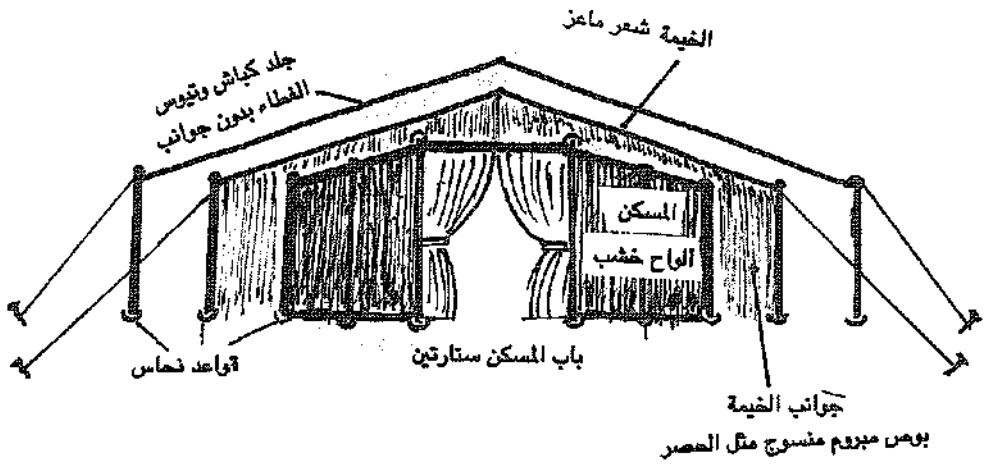 الخيمة شعر ماعز
جلد كباش وتيوس
الغطاء بدون جوانب
المسكن
الواح خشب
باب المسكن ستارتين
قواعد نحاس
جوانب الخيمة
بوص مبروم منسوج مثل الحصر